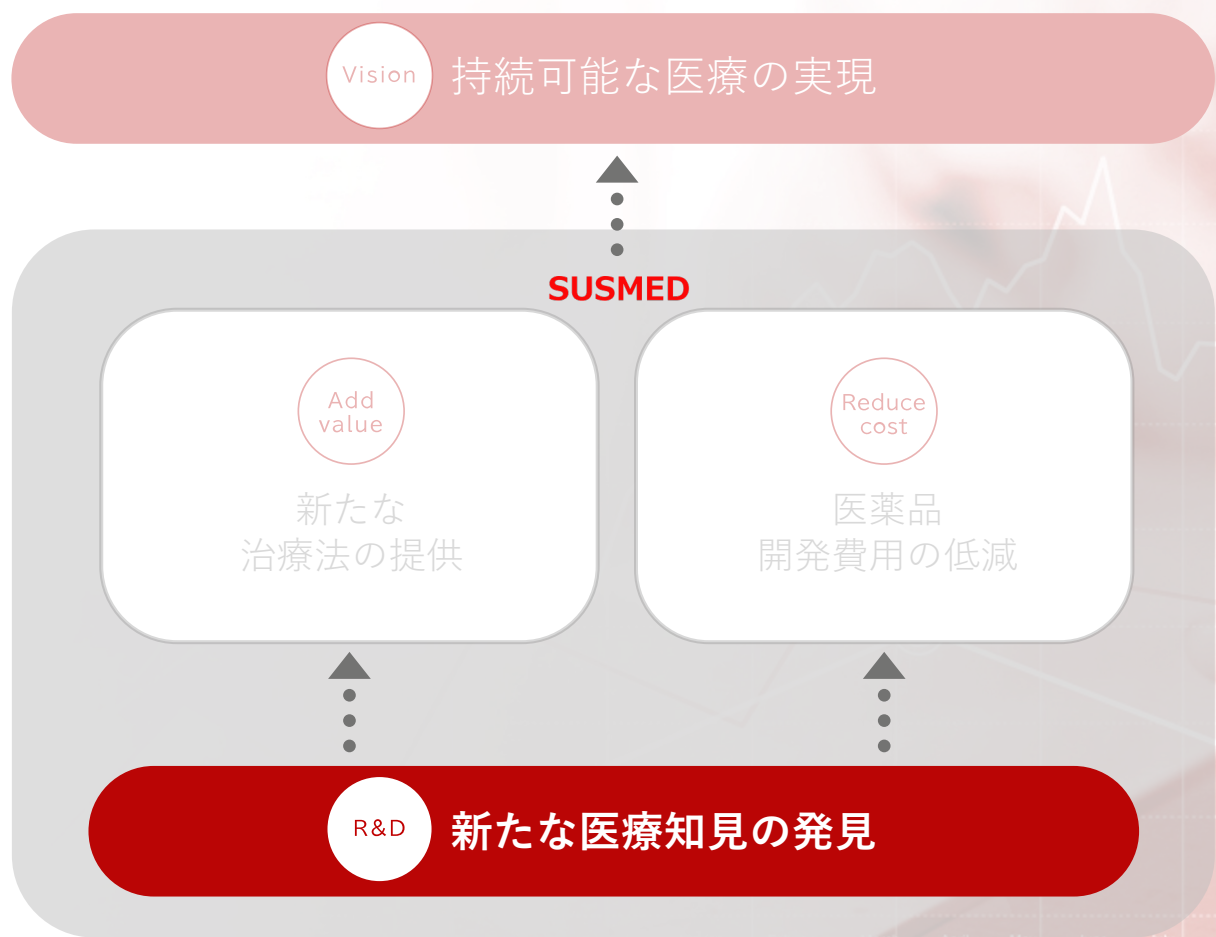 Vision 持続可能な医療の実現
SUSMED
Add
value
新たな
治療法の提供
Reduce
cost
医薬品
開発費用の低減
R&D 新たな医療知見の発見